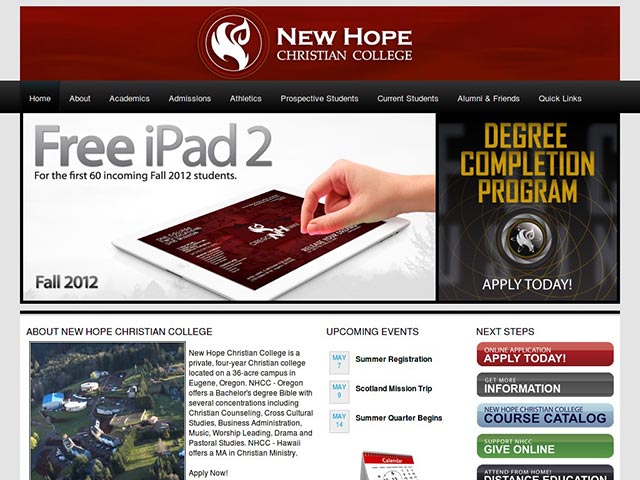 NEW HOPE
CHRISTIAN COLLEGE
Home About Academics Admissions Athletics Prospective Students Current Students Alumni & Friends Quick Links
Free iPad 2
For the first 60 incoming Fall 2012 students.
Fall 2012
DEGREE
COMPLETION
PROGRAM
APPLY TODAY!
ABOUT NEW HOPE CHRISTIAN COLLEGE
New Hope Christian College is a
private, four-year Christian college
located on a 36-acre campus in
Eugene, Oregon. NHCC - Oregon
offers a Bachelor's degree Bible with
several concentrations including
Christian Counseling, Cross Cultural
Studies, Business Administration,
Music, Worship Leading, Drama and
Pastoral Studies. NHCC - Hawaii
offers a MA in Christian Ministry.
Apply Now!
UPCOMING EVENTS
MAY
7
Summer Registration
MAY
9
Scotland Mission Trip
MAY
14
Summer Quarter Begins
Calendar
NEXT STEPS
ONLINE APPLICATION
APPLY TODAY!
GET MORE
INFORMATION
NEW HOPE CHRISTIAN COLLEGE
COURSE CATALOG
SUPPORT NHCC
GIVE ONLINE
ATTEND FROM HOME!
DISTANCE EDUCATION